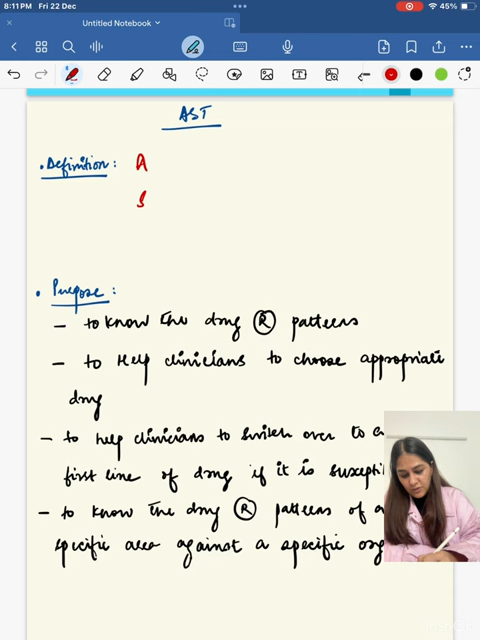 8:11 PM Fri 22 Dec
45%
Untitled Notebook
AST
• Definition : A
S
• Purpose :
– to know the drug Ⓡ patterns
– to help clinicians to choose appropriate
drug
– to help clinicians to switch over to
first line of drug if it is
– to know the drug Ⓡ patterns of
specific area against a specific